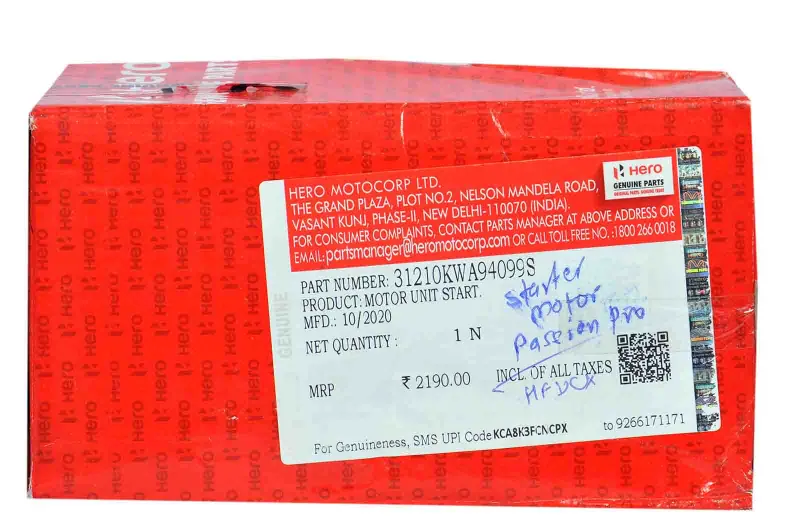 Hero
HERO MOTOCORP LTD.
THE GRAND PLAZA, PLOT NO.2, NELSON MANDELA ROAD,
VASANT KUNJ, PHASE-II, NEW DELHI-110070 (INDIA).
FOR CONSUMER COMPLAINTS, CONTACT PARTS MANAGER AT ABOVE ADDRESS OR
EMAIL:partsmanager@heromotocorp.com OR CALL TOLL FREE NO.:1800 266 0018
Hero
GENUINE PARTS
GENUINE
PART NUMBER: 31210KWA94099S
PRODUCT: MOTOR UNIT START.
MFD.: 10/2020
NET QUANTITY : 1 N
starter
motor
passion pro
MRP ₹ 2190.00 INCL. OF ALL TAXES
HFDCX
For Genuineness, SMS UPI Code KCA8K3FCNCPX to 9266171171